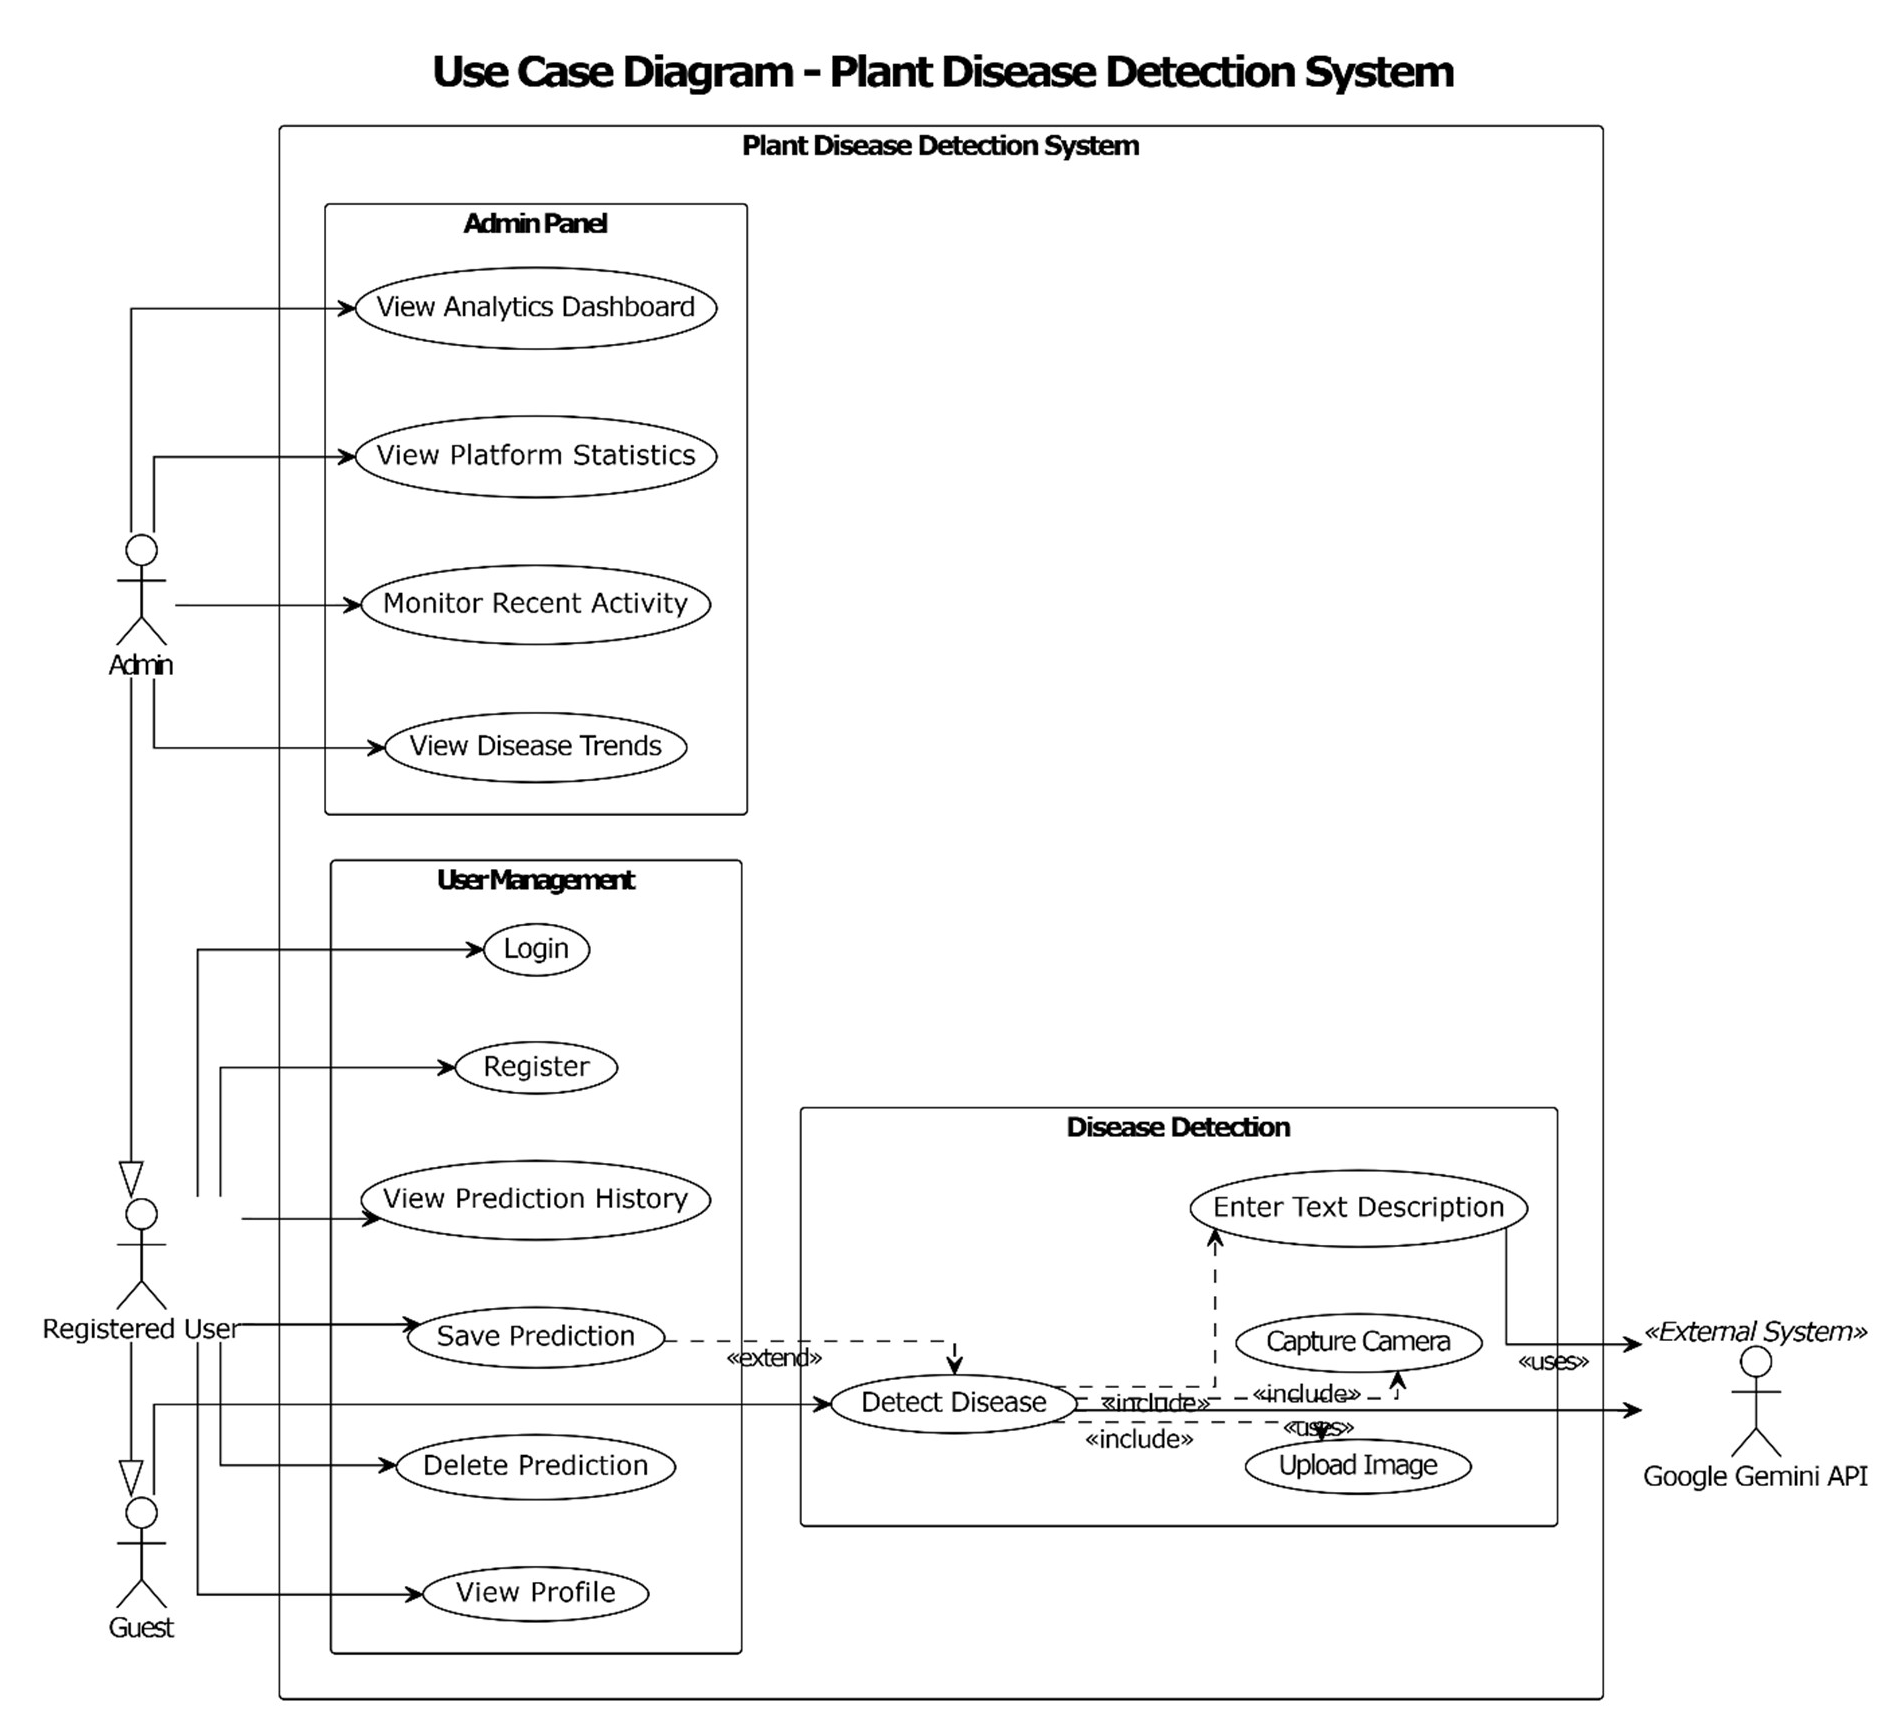 Use Case Diagram - Plant Disease Detection System
Plant Disease Detection System
Admin Panel
View Analytics Dashboard
View Platform Statistics
Monitor Recent Activity
Admin
View Disease Trends
User Management
Login
Register
Disease Detection
View Prediction History
Enter Text Description
Registered User
Save Prediction
«extend»
Capture Camera
«uses»
«External System»
Detect Disease
«include»
«include»
«include»
«uses»
Delete Prediction
Upload Image
Google Gemini API
View Profile
Guest